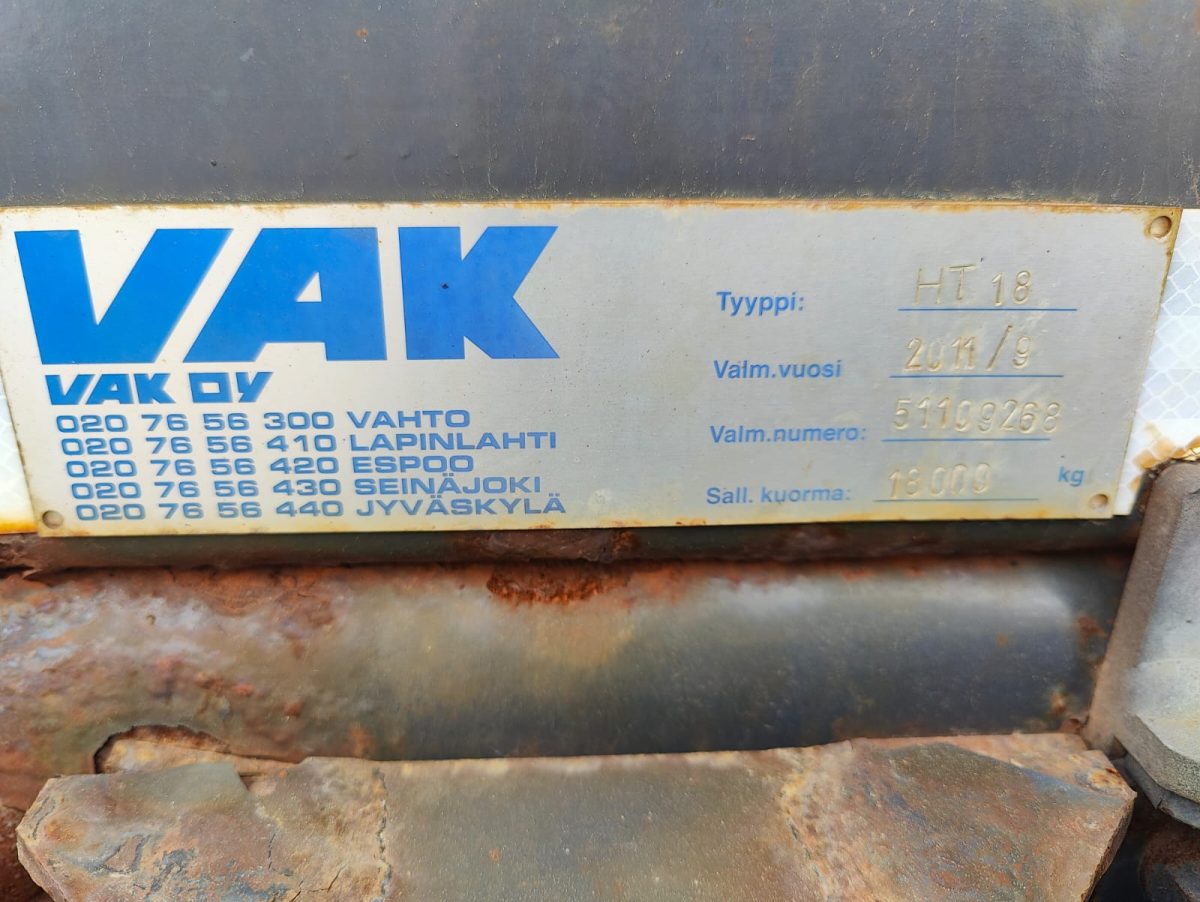 VAK
VAK OY
020 76 56 300 VAHTO
020 76 56 410 LAPINLAHTI
020 76 56 420 ESPOO
020 76 56 430 SEINÄJOKI
020 76 56 440 JYVÄSKYLÄ
Tyyppi: HT 18
Valm.vuosi 2011/9
Valm.numero: 51109268
Sall. kuorma: 18000 kg